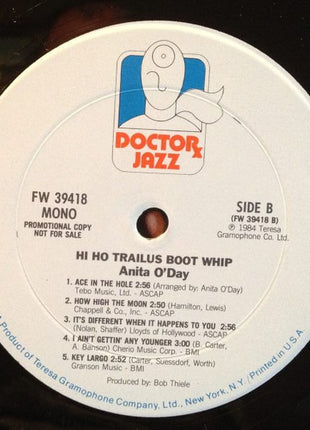 DOCTOR Rx
JAZZ
FW 39418
MONO
PROMOTIONAL COPY
NOT FOR SALE
SIDE B
(FW 39418 B)
℗ 1984 Teresa
Gramophone Co. Ltd.
HI HO TRAILUS BOOT WHIP
Anita O'Day
1. ACE IN THE HOLE 2:56 (Arranged by: Anita O'Day)
Tebo Music, Ltd. - ASCAP
2. HOW HIGH THE MOON 2:50 (Hamilton, Lewis)
Chappell & Co., Inc. - ASCAP
3. IT'S DIFFERENT WHEN IT HAPPENS TO YOU 2:56
(Nolan, Shaffer) Lloyds of Hollywood - ASCAP
4. I AIN'T GETTIN' ANY YOUNGER 3:00 (B. Carter,
A. Banson) Cherio Music Corp. - BMI
5. KEY LARGO 2:52 (Carter, Suessdorf, Worth)
Granson Music - BMI
Produced by: Bob Thiele
A Product of Teresa Gramophone Company, Ltd., New York, N.Y./Printed in U.S.A.